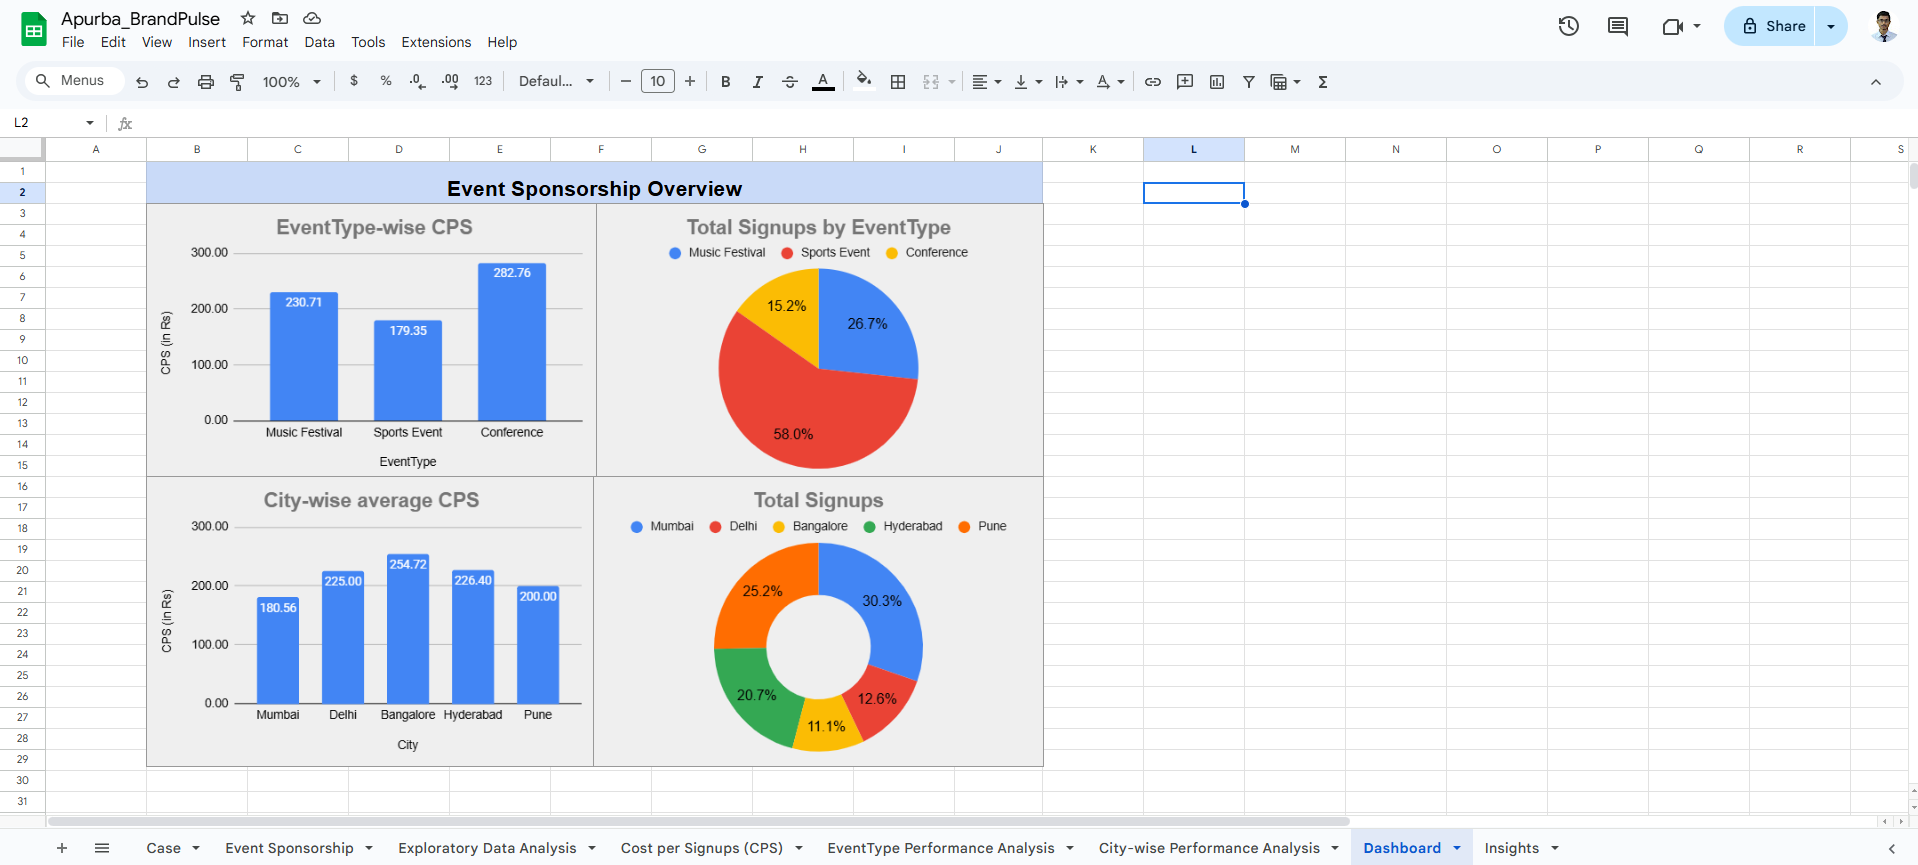 Apurba_BrandPulse
File Edit View Insert Format Data Tools Extensions Help
Share
Menus 100% $ % .0 .00 123 Defaul... 10 B I A
L2 fx
A B C D E F G H I J K L M N O P Q R S
1
2
3
4
5
6
7
8
9
10
11
12
13
14
15
16
17
18
19
20
21
22
23
24
25
26
27
28
29
30
31
Event Sponsorship Overview
EventType-wise CPS
300.00
200.00
100.00
0.00
CPS (in Rs)
230.71
179.35
282.76
Music Festival Sports Event Conference
EventType
Total Signups by EventType
Music Festival Sports Event Conference
15.2%
26.7%
58.0%
City-wise average CPS
300.00
200.00
100.00
0.00
CPS (in Rs)
180.56
225.00
254.72
226.40
200.00
Mumbai Delhi Bangalore Hyderabad Pune
City
Total Signups
Mumbai Delhi Bangalore Hyderabad Pune
25.2%
30.3%
20.7%
12.6%
11.1%
Case Event Sponsorship Exploratory Data Analysis Cost per Signups (CPS) EventType Performance Analysis City-wise Performance Analysis Dashboard Insights